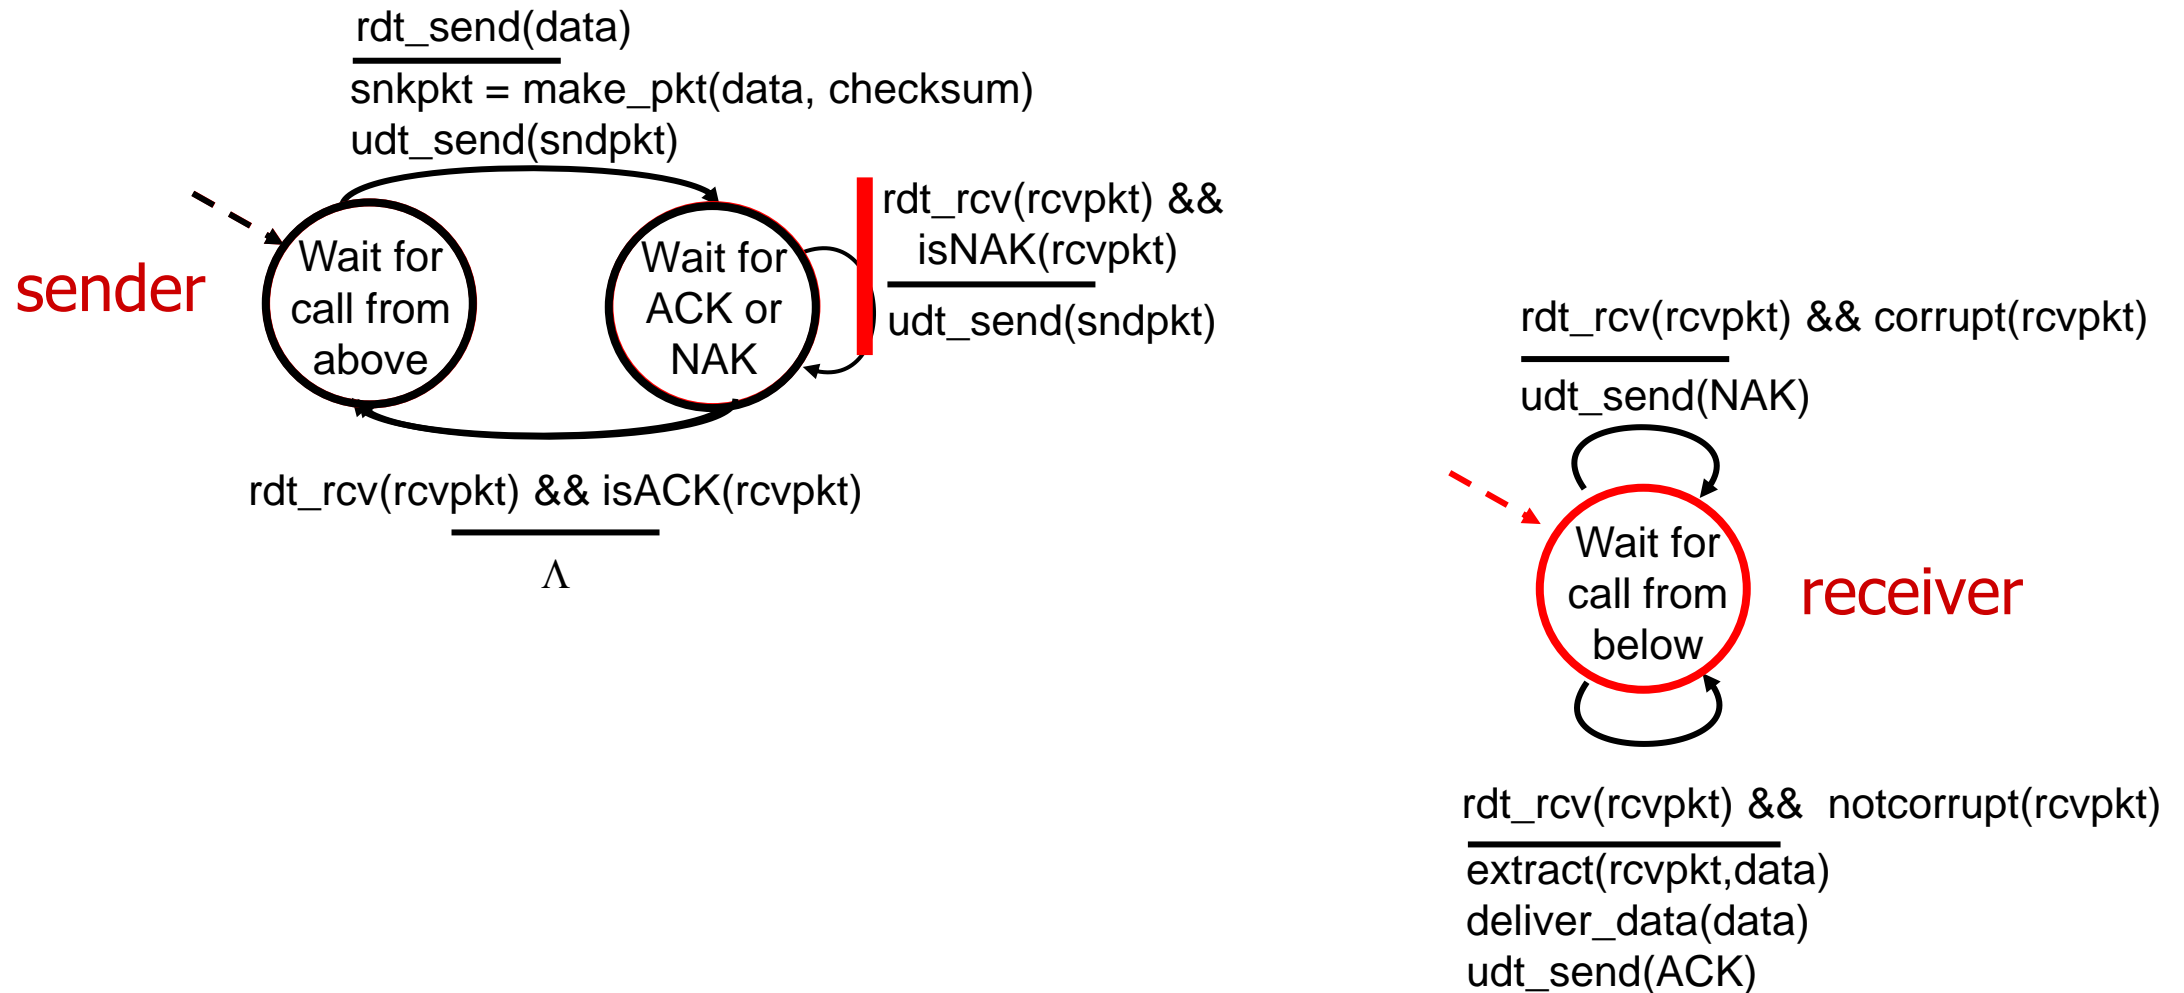 rdt_send(data)
snkpkt = make_pkt(data, checksum)
udt_send(sndpkt)
sender
Wait for
call from
above
Wait for
ACK or
NAK
rdt_rcv(rcvpkt) &&
isNAK(rcvpkt)
udt_send(sndpkt)
rdt_rcv(rcvpkt) && isACK(rcvpkt)
Λ
rdt_rcv(rcvpkt) && corrupt(rcvpkt)
udt_send(NAK)
Wait for
call from
below
receiver
rdt_rcv(rcvpkt) && notcorrupt(rcvpkt)
extract(rcvpkt,data)
deliver_data(data)
udt_send(ACK)